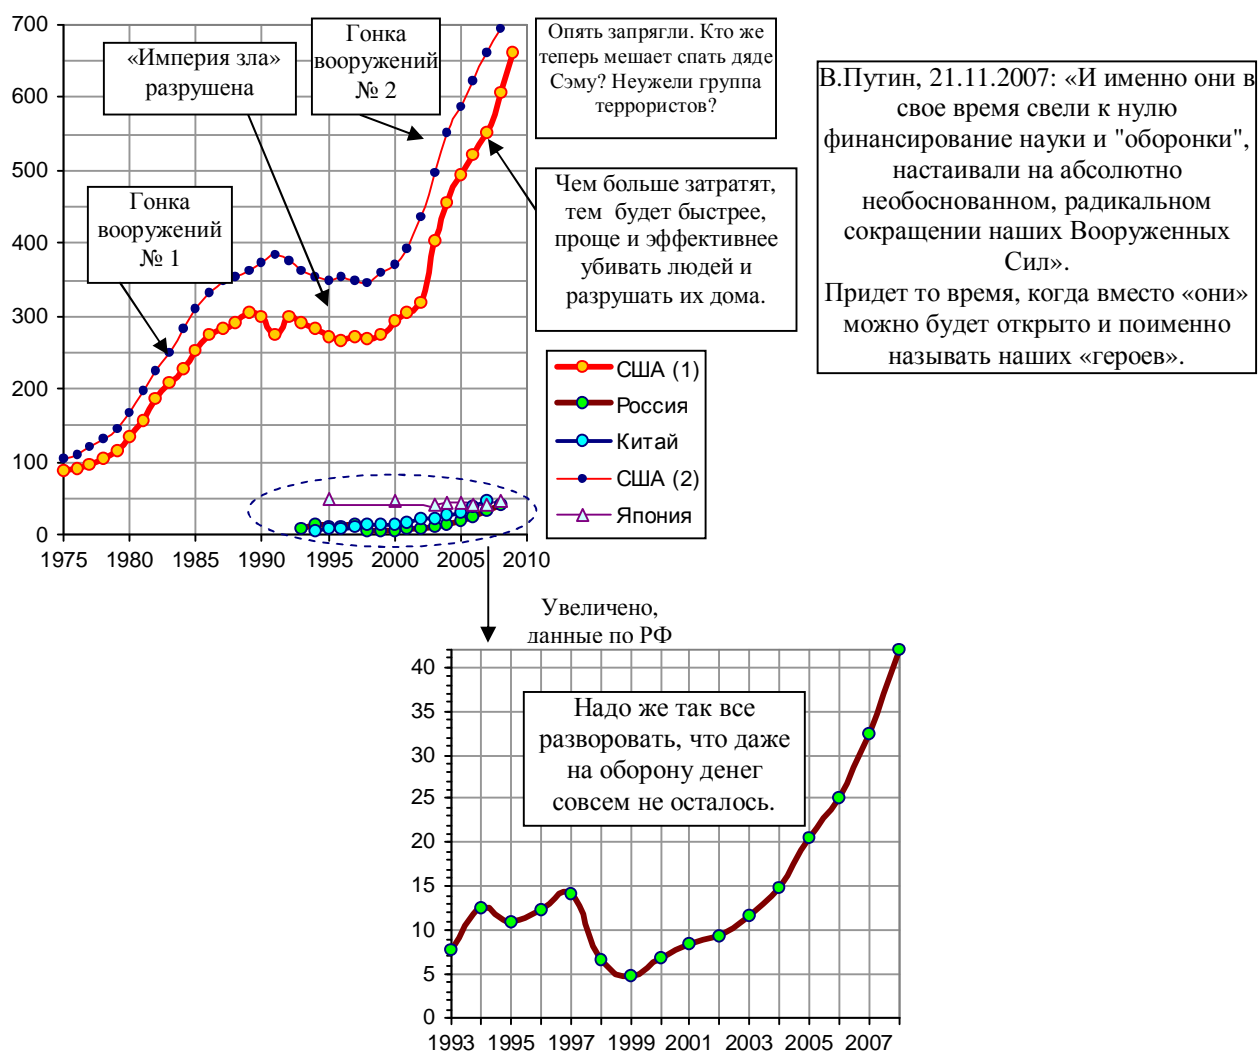 700
600
500
400
300
200
100
0
1975 1980 1985 1990 1995 2000 2005 2010
«Империя зла»
разрушена
Гонка
вооружений
№ 2
Гонка
вооружений
№ 1
Опять запрягли. Кто же
теперь мешает спать дяде
Сэму? Неужели группа
террористов?
Чем больше затратят,
тем будет быстрее,
проще и эффективнее
убивать людей и
разрушать их дома.
США (1)
Россия
Китай
США (2)
Япония
В.Путин, 21.11.2007: «И именно они в
свое время свели к нулю
финансирование науки и "оборонки",
настаивали на абсолютно
необоснованном, радикальном
сокращении наших Вооруженных
Сил».
Придет то время, когда вместо «они»
можно будет открыто и поименно
называть наших «героев».
Увеличено,
данные по РФ
40
35
30
25
20
15
10
5
0
1993 1995 1997 1999 2001 2003 2005 2007
Надо же так все
разворовать, что даже
на оборону денег
совсем не осталось.